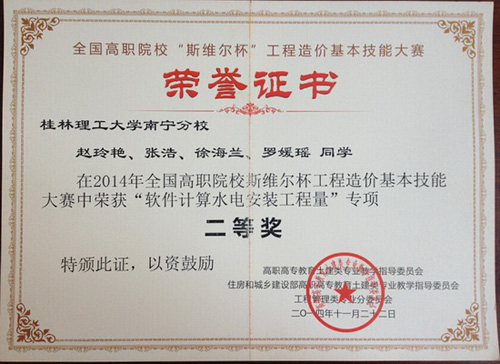 全国高职院校“斯维尔杯”工程造价基本技能大赛
荣誉证书
桂林理工大学南宁分校
赵玲艳、张浩、徐海兰、罗媛瑶 同学
在2014年全国高职院校斯维尔杯工程造价基本技能
大赛中荣获“软件计算水电安装工程量”专项
二等奖
特颁此证，以资鼓励
高职高专教育土建类专业教学指导委员会
住房和城乡建设部高职高专教育土建类专业教学指导委员会
工程管理类专业分委员会
二〇一四年十一月二十二日